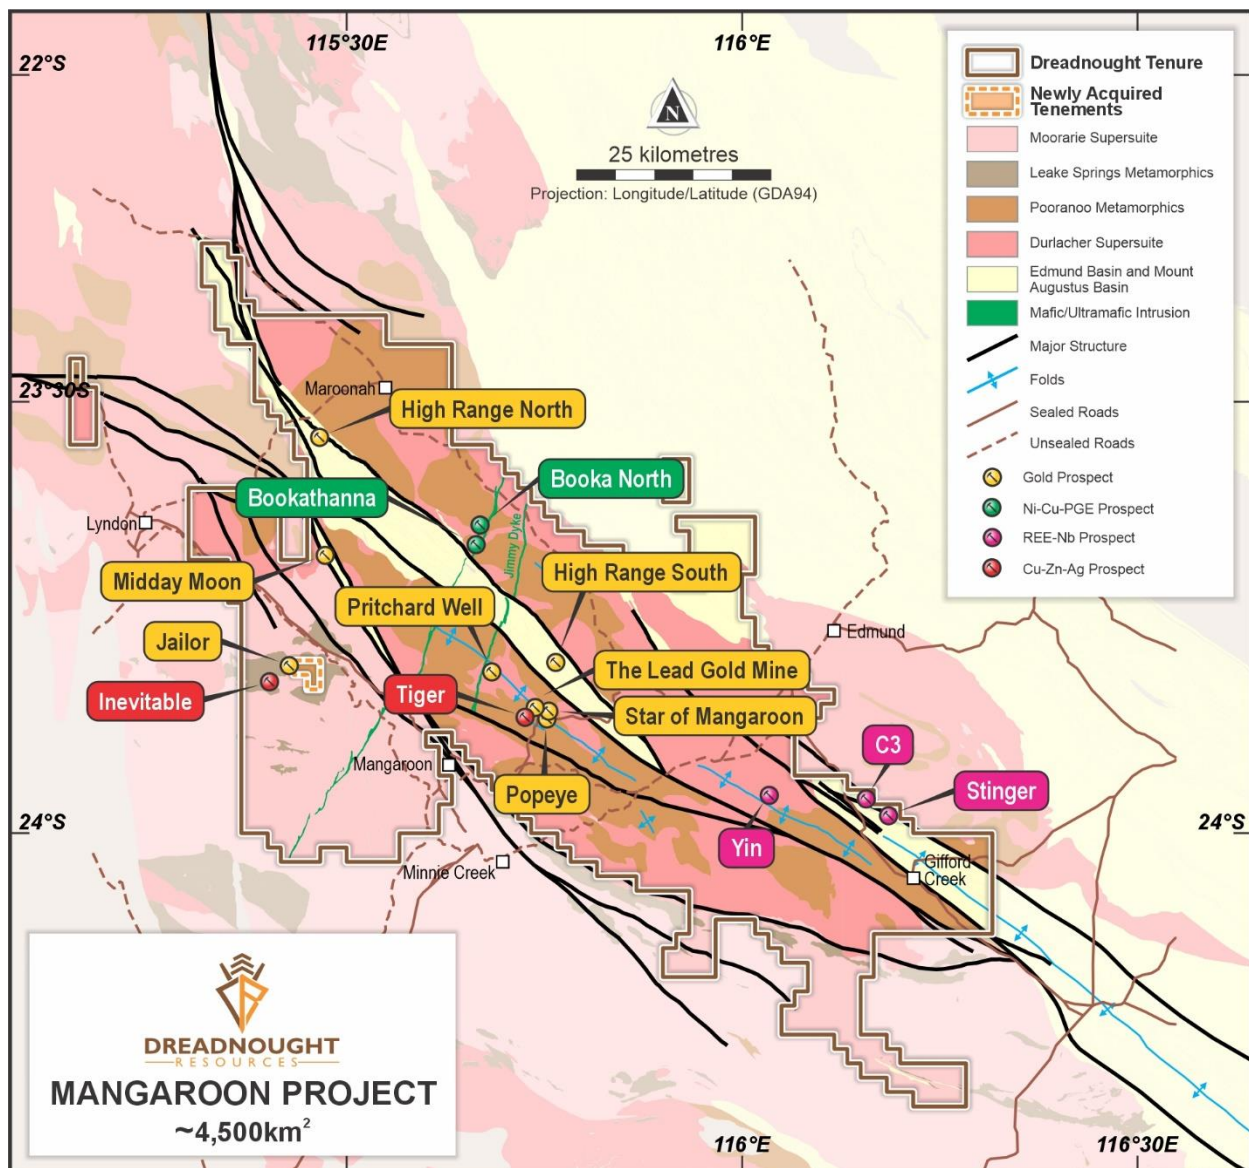 115°30E
116°E
22°S
N
25 kilometres
Projection: Longitude/Latitude (GDA94)
Dreadnought Tenure
Newly Acquired
Tenements
Moorarie Supersuite
Leake Springs Metamorphics
Pooranoo Metamorphics
Durlacher Supersuite
Edmund Basin and Mount
Augustus Basin
Mafic/Ultramafic Intrusion
Major Structure
Folds
Sealed Roads
Unsealed Roads
Gold Prospect
Ni-Cu-PGE Prospect
REE-Nb Prospect
Cu-Zn-Ag Prospect
23°30S
Maroonah
High Range North
Bookathanna
Booka North
Lyndon
Jimmy Dyke
Midday Moon
High Range South
Pritchard Well
Jailor
Edmund
The Lead Gold Mine
Inevitable
Tiger
Star of Mangaroon
C3
Mangaroon
Popeye
Stinger
Yin
24°S
24°S
Minnie Creek
Gifford
Creek
DREADNOUGHT
RESOURCES
MANGAROON PROJECT
~4,500km²
116°E
116°30E